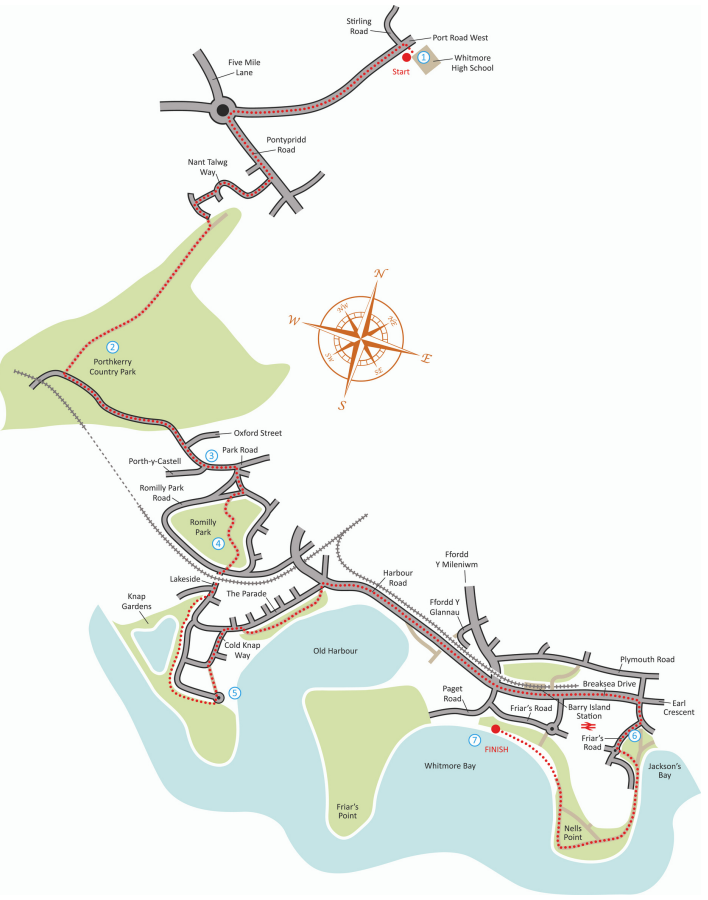 Stirling
Road
Port Road West
1
Whitmore
High School
Start
Five Mile
Lane
Pontypridd
Road
Nant Talwg
Way
N
NW
NE
W
E
SW
SE
S
2
Porthkerry
Country Park
Oxford Street
3
Park Road
Porth-y-Castell
Romilly Park
Road
Romilly
Park
4
Ffordd
Y Mileniwm
Harbour
Road
Lakeside
The Parade
Knap
Gardens
Ffordd Y
Glannau
Cold Knap
Way
Old Harbour
Plymouth Road
5
Breaksea Drive
Paget
Road
Friar's Road
Barry Island
Station
Earl
Crescent
7
FINISH
Friar's
Road
6
Whitmore Bay
Jackson's
Bay
Friar's
Point
Nells
Point